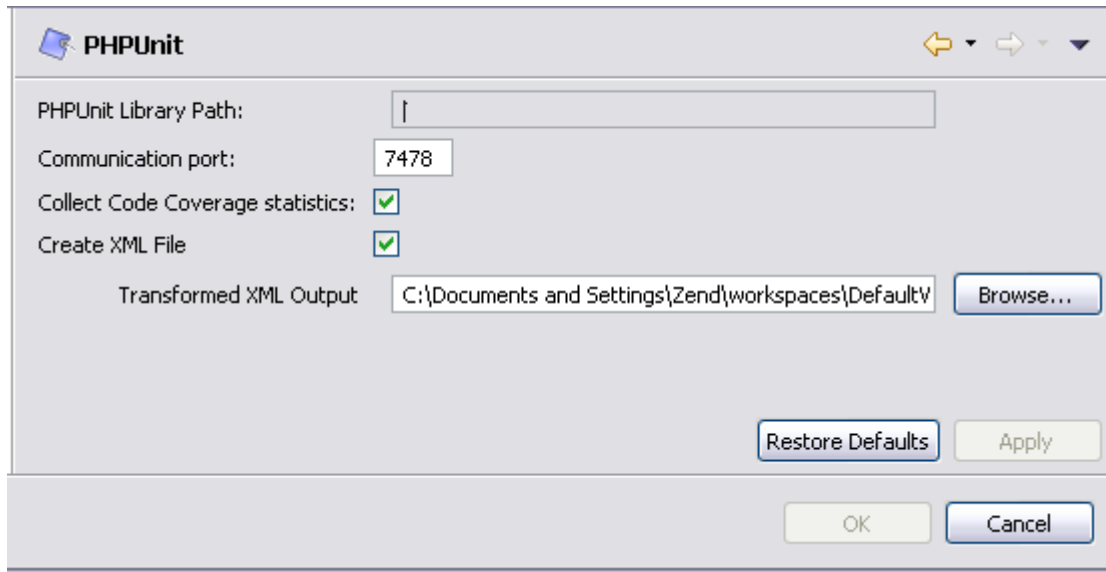 PHPUnit
PHPUnit Library Path:
Communication port: 7478
Collect Code Coverage statistics:
Create XML File
Transformed XML Output C:\Documents and Settings\Zend\workspaces\DefaultV Browse...
Restore Defaults Apply
OK Cancel